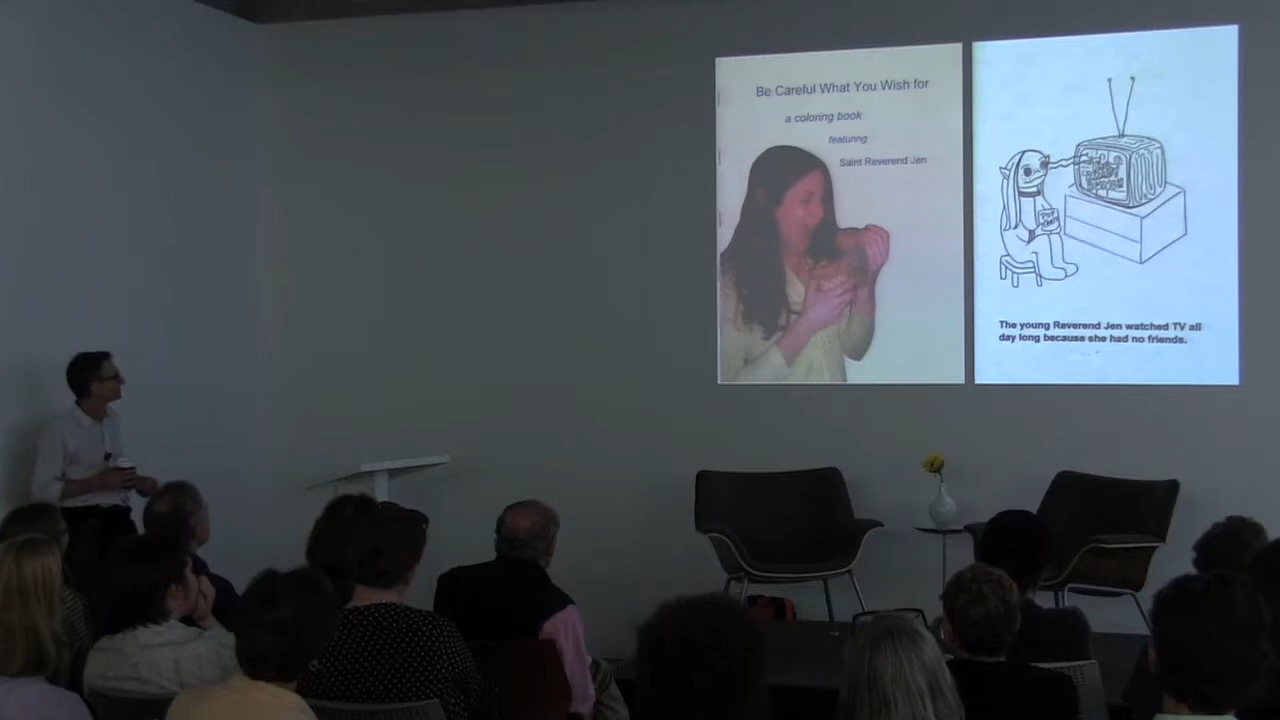 Be Careful What You Wish for
a coloring book
featuring
Saint Reverend Jen
The young Reverend Jen watched TV all
day long because she had no friends.